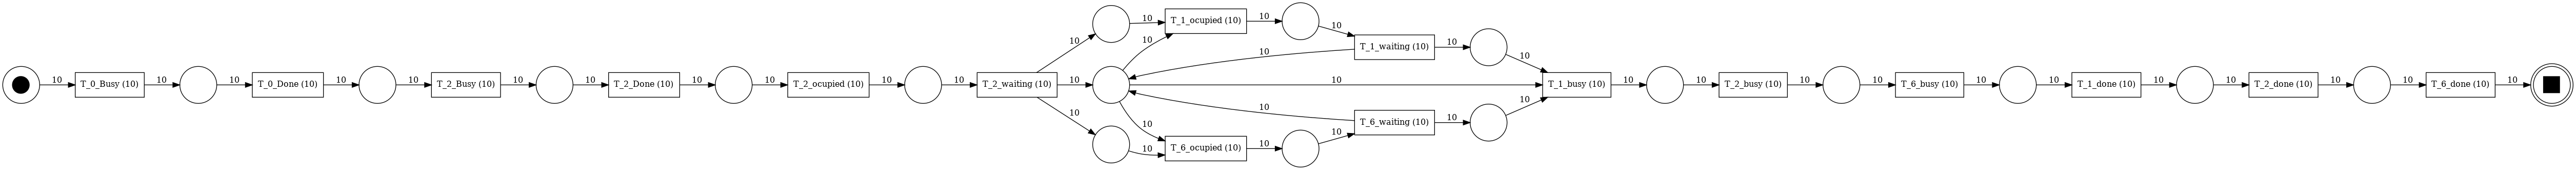 10
T_0_Busy (10)
10
10
T_0_Done (10)
10
10
T_2_Busy (10)
10
10
T_2_Done (10)
10
10
T_2_ocupied (10)
10
10
T_2_waiting (10)
10
10
10
10
T_1_ocupied (10)
10
10
10
T_1_waiting (10)
10
10
10
10
10
10
T_6_ocupied (10)
10
10
T_6_waiting (10)
10
10
10
T_1_busy (10)
10
10
T_2_busy (10)
10
10
T_6_busy (10)
10
10
T_1_done (10)
10
10
T_2_done (10)
10
10
T_6_done (10)
10